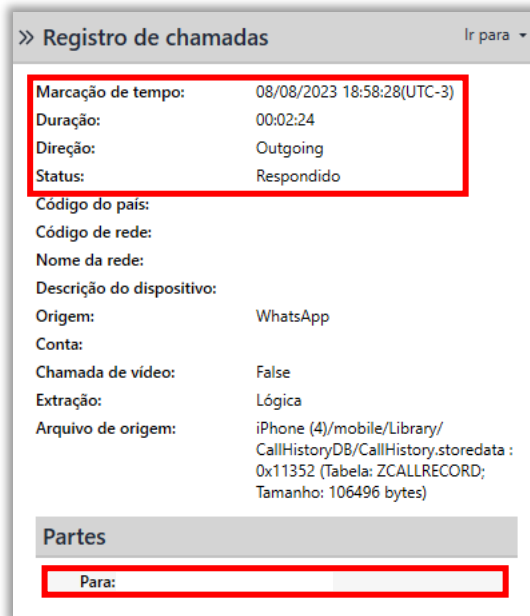 » Registro de chamadas Ir para
Marcação de tempo: 08/08/2023 18:58:28(UTC-3)
Duração: 00:02:24
Direção: Outgoing
Status: Respondido
Código do país:
Código de rede:
Nome da rede:
Descrição do dispositivo:
Origem: WhatsApp
Conta:
Chamada de vídeo: False
Extração: Lógica
Arquivo de origem: iPhone (4)/mobile/Library/
CallHistoryDB/CallHistory.storedata :
0x11352 (Tabela: ZCALLRECORD;
Tamanho: 106496 bytes)
Partes
Para: